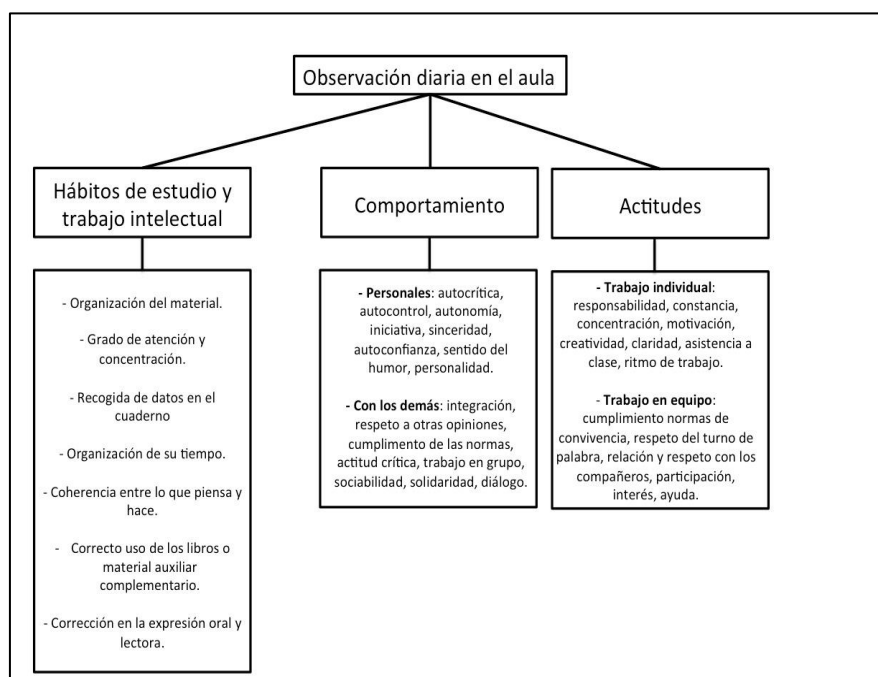 Observación diaria en el aula
Hábitos de estudio y
trabajo intelectual
Comportamiento
Actitudes
- Organización del material.
- Grado de atención y
concentración.
- Recogida de datos en el
cuaderno
- Organización de su tiempo.
- Coherencia entre lo que piensa y
hace.
- Correcto uso de los libros o
material auxiliar
complementario.
- Corrección en la expresión oral y
lectora.
- Personales: autocrítica,
autocontrol, autonomía,
iniciativa, sinceridad,
autoconfianza, sentido del
humor, personalidad.
- Con los demás: integración,
respeto a otras opiniones,
cumplimento de las normas,
actitud crítica, trabajo en grupo,
sociabilidad, solidaridad, diálogo.
- Trabajo individual:
responsabilidad, constancia,
concentración, motivación,
creatividad, claridad, asistencia a
clase, ritmo de trabajo.
- Trabajo en equipo:
cumplimiento normas de
convivencia, respeto del turno de
palabra, relación y respeto con los
compañeros, participación,
interés, ayuda.